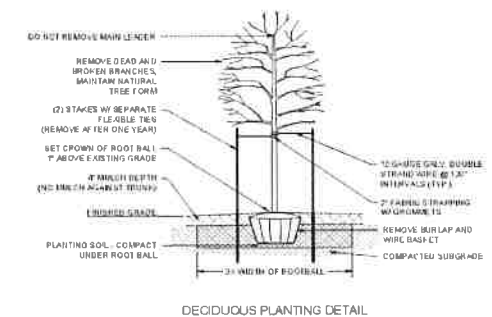 DO NOT REMOVE MAIN LEADER
REMOVE DEAD AND
BROKEN BRANCHES,
MAINTAIN NATURAL
TREE FORM
(2) STAKES W/ SEPARATE
FLEXIBLE TIES
(REMOVE AFTER ONE YEAR)
SET CROWN OF ROOT BALL
1" ABOVE EXISTING GRADE
4" MULCH DEPTH
(NO MULCH AGAINST TRUNK)
FINISHED GRADE
PLANTING SOIL - COMPACT
UNDER ROOT BALL
GAUGE GALV. DOUBLE
STRAND WIRE @
INTERVALS (TYP.)
2" FABRIC STRAPPING
W/ GROMMETS
REMOVE BURLAP AND
WIRE BASKET
COMPACTED SUBGRADE
WIDTH OF ROOTBALL
DECIDUOUS PLANTING DETAIL